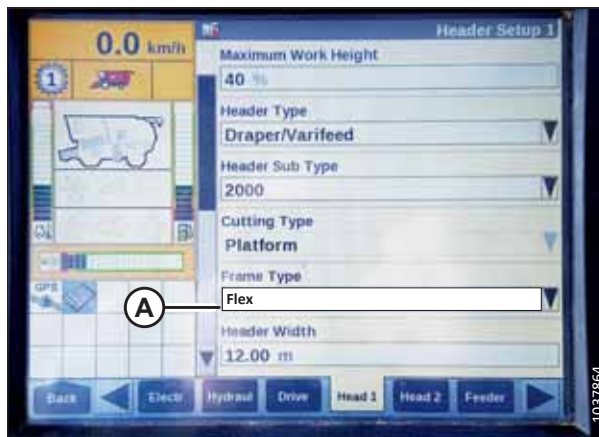 0.0 km/h
Header Setup 1
1
Maximum Work Height
40 %
Header Type
Draper/Varifeed
Header Sub Type
2000
Cutting Type
Platform
Frame Type
Flex
A
GPS
Header Width
12.00 m
Back
Electr
Hydraul
Drive
Head 1
Head 2
Feeder
1037864